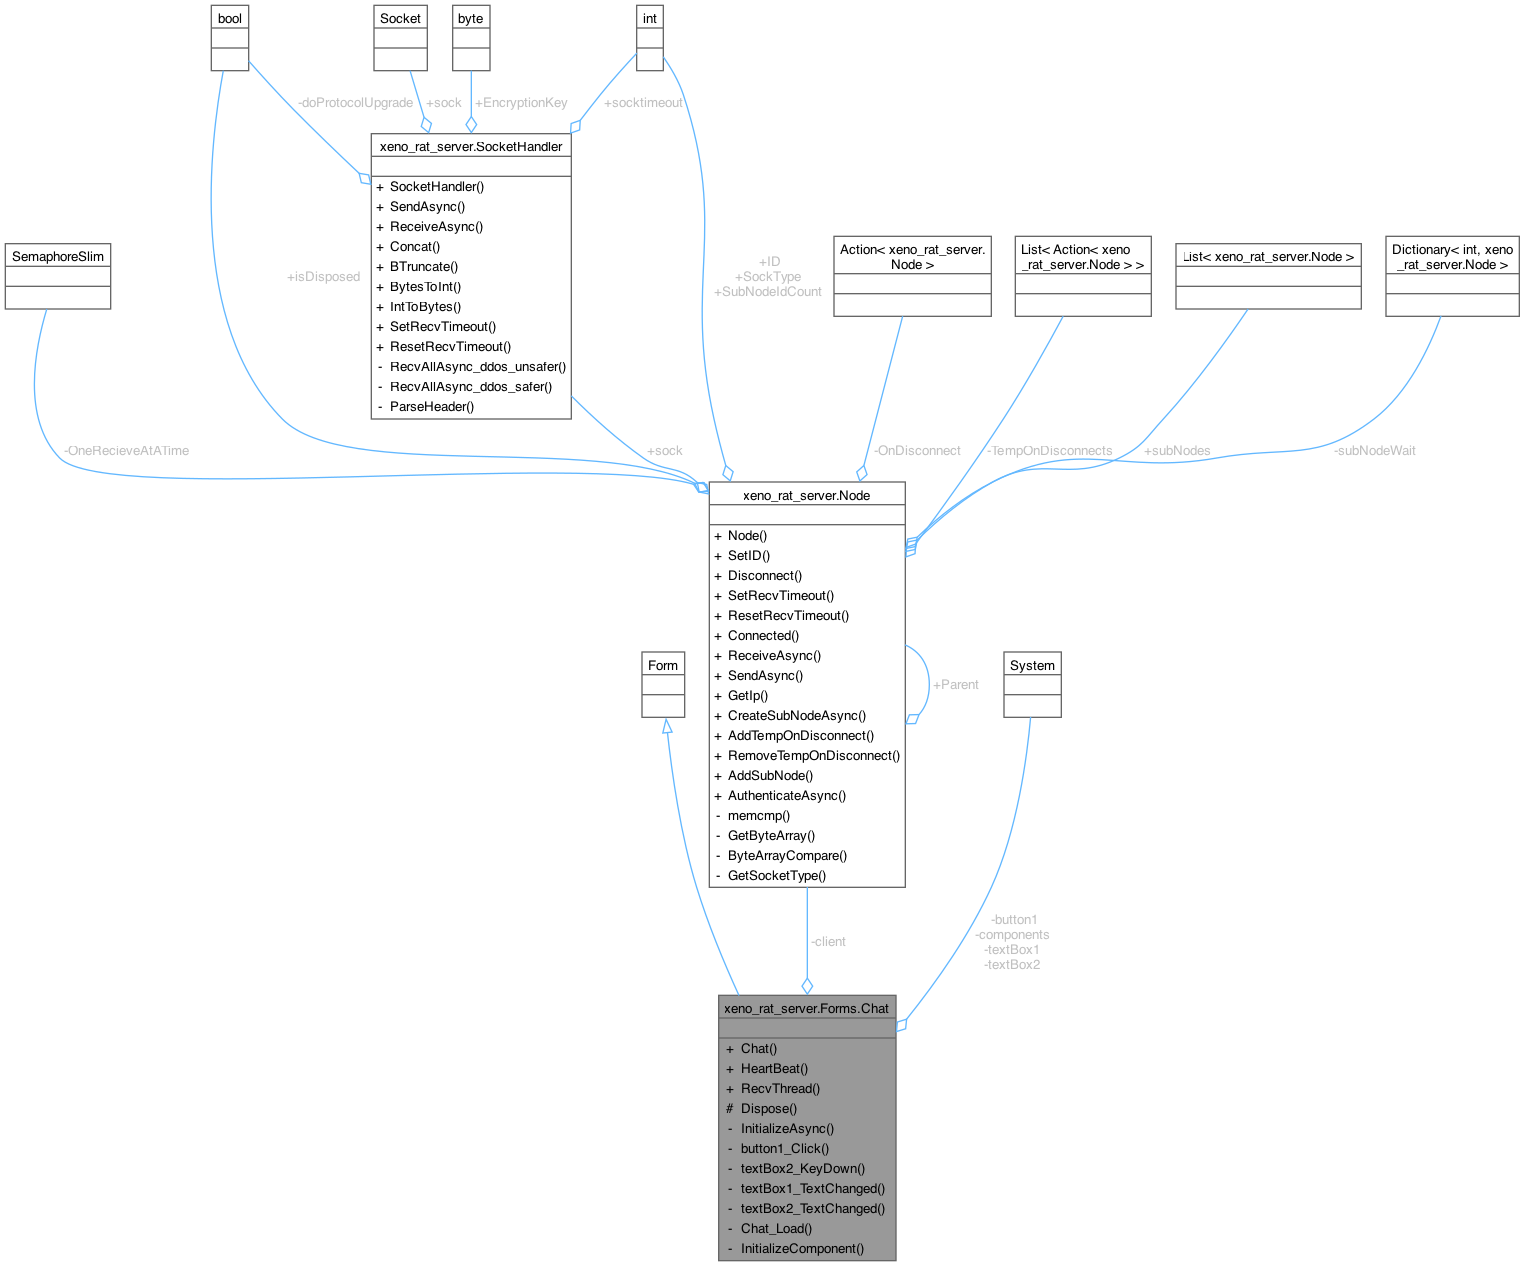 bool
Socket
byte
int
-doProtocolUpgrade
+sock
+EncryptionKey
+socktimeout
xeno_rat_server.SocketHandler
+ SocketHandler()
+ SendAsync()
+ ReceiveAsync()
+ Concat()
+ BTruncate()
+ BytesToInt()
+ IntToBytes()
+ SetRecvTimeout()
+ ResetRecvTimeout()
- RecvAllAsync_ddos_unsafer()
- RecvAllAsync_ddos_safer()
- ParseHeader()
SemaphoreSlim
+isDisposed
+ID
+SockType
+SubNodeIdCount
Action< xeno_rat_server.
Node >
List< Action< xeno
_rat_server.Node > >
List< xeno_rat_server.Node >
Dictionary< int, xeno
_rat_server.Node >
-OneRecieveAtATime
+sock
-OnDisconnect
-TempOnDisconnects
+subNodes
-subNodeWait
xeno_rat_server.Node
+ Node()
+ SetID()
+ Disconnect()
+ SetRecvTimeout()
+ ResetRecvTimeout()
+ Connected()
+ ReceiveAsync()
+ SendAsync()
+ GetIp()
+ CreateSubNodeAsync()
+ AddTempOnDisconnect()
+ RemoveTempOnDisconnect()
+ AddSubNode()
+ AuthenticateAsync()
- memcmp()
- GetByteArray()
- ByteArrayCompare()
- GetSocketType()
+Parent
Form
System
-client
-button1
-components
-textBox1
-textBox2
xeno_rat_server.Forms.Chat
+ Chat()
+ HeartBeat()
+ RecvThread()
# Dispose()
- InitializeAsync()
- button1_Click()
- textBox2_KeyDown()
- textBox1_TextChanged()
- textBox2_TextChanged()
- Chat_Load()
- InitializeComponent()